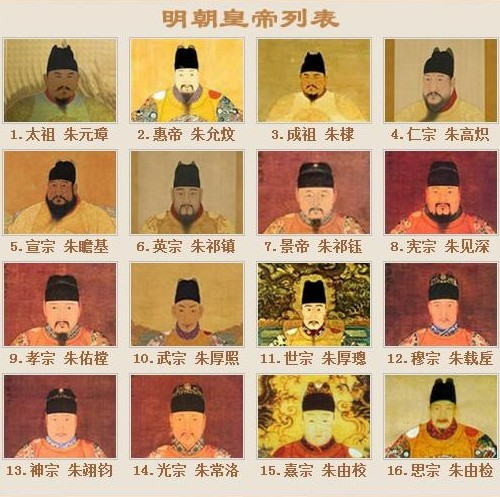 明朝皇帝列表
1.太祖 朱元璋
2.惠帝 朱允炆
3.成祖 朱棣
4.仁宗 朱高炽
5.宣宗 朱瞻基
6.英宗 朱祁镇
7.景帝 朱祁钰
8.宪宗 朱见深
9.孝宗 朱佑樘
10.武宗 朱厚照
11.世宗 朱厚璁
12.穆宗 朱载垕
13.神宗 朱翊钧
14.光宗 朱常洛
15.嘉宗 朱由校
16.思宗 朱由检